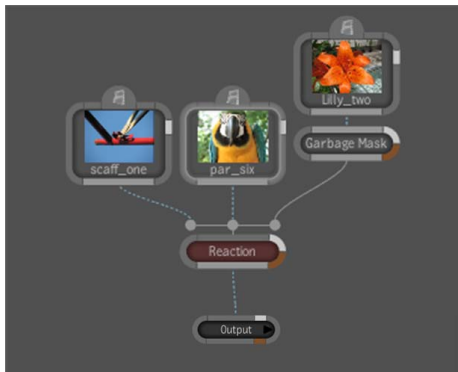 Lilly_two
Garbage Mask
scaff_one
par_six
Reaction
Output